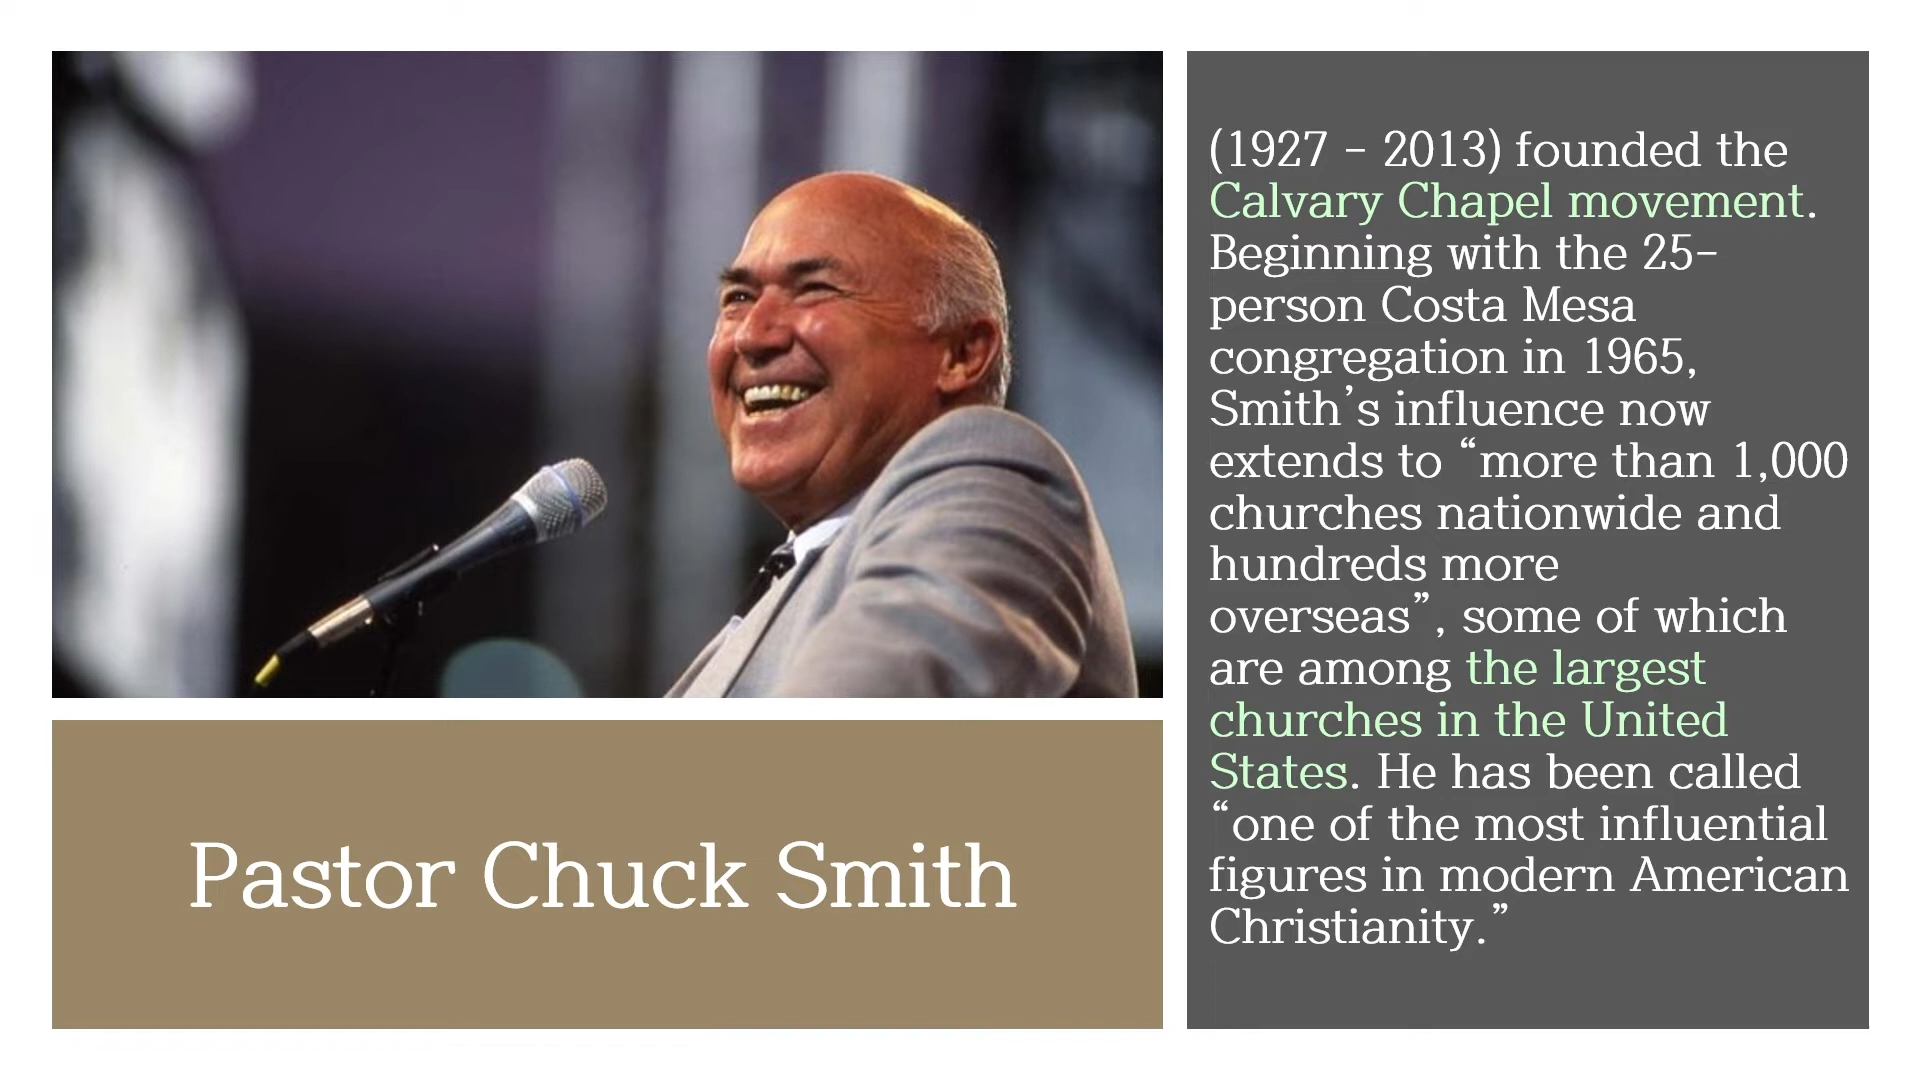 Pastor Chuck Smith
(1927 – 2013) founded the
Calvary Chapel movement.
Beginning with the 25-
person Costa Mesa
congregation in 1965,
Smith’s influence now
extends to “more than 1,000
churches nationwide and
hundreds more
overseas”, some of which
are among the largest
churches in the United
States. He has been called
“one of the most influential
figures in modern American
Christianity.”